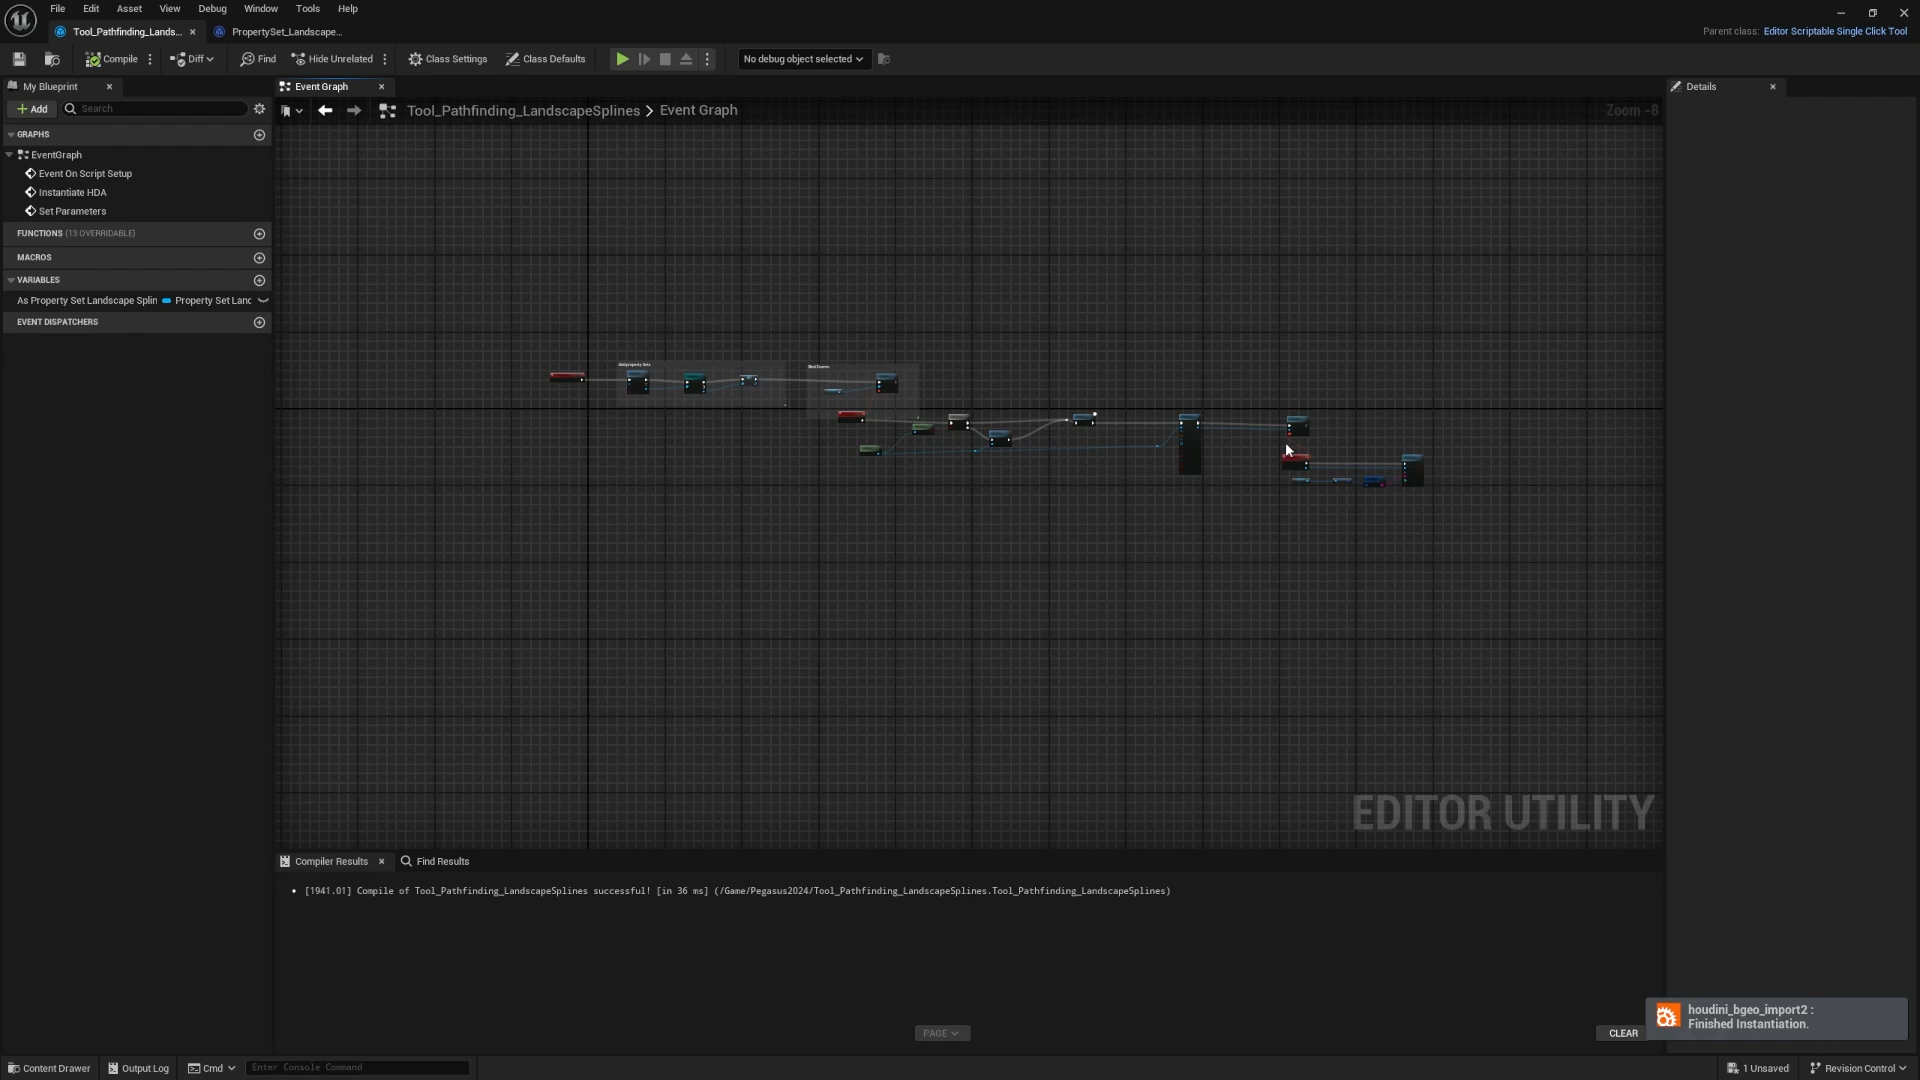 File Edit Asset View Debug Window Tools Help
Tool_Pathfinding_Lands... PropertySet_Landscape...
Parent class: Editor Scriptable Single Click Tool
Compile Diff Find Hide Unrelated Class Settings Class Defaults No debug object selected
My Blueprint Event Graph Details
Add Search
Tool_Pathfinding_LandscapeSplines > Event Graph Zoom -8
GRAPHS
EventGraph
Event On Script Setup
Instantiate HDA
Set Parameters
FUNCTIONS (13 OVERRIDABLE)
MACROS
VARIABLES
As Property Set Landscape Splin Property Set Lanc
EVENT DISPATCHERS
EDITOR UTILITY
Compiler Results Find Results
[1941.01] Compile of Tool_Pathfinding_LandscapeSplines successful! [in 36 ms] (/Game/Pegasus2024/Tool_Pathfinding_LandscapeSplines.Tool_Pathfinding_LandscapeSplines)
houdini_bgeo_import2 :
Finished Instantiation.
PAGE CLEAR
Content Drawer Output Log Cmd Enter Console Command 1 Unsaved Revision Control